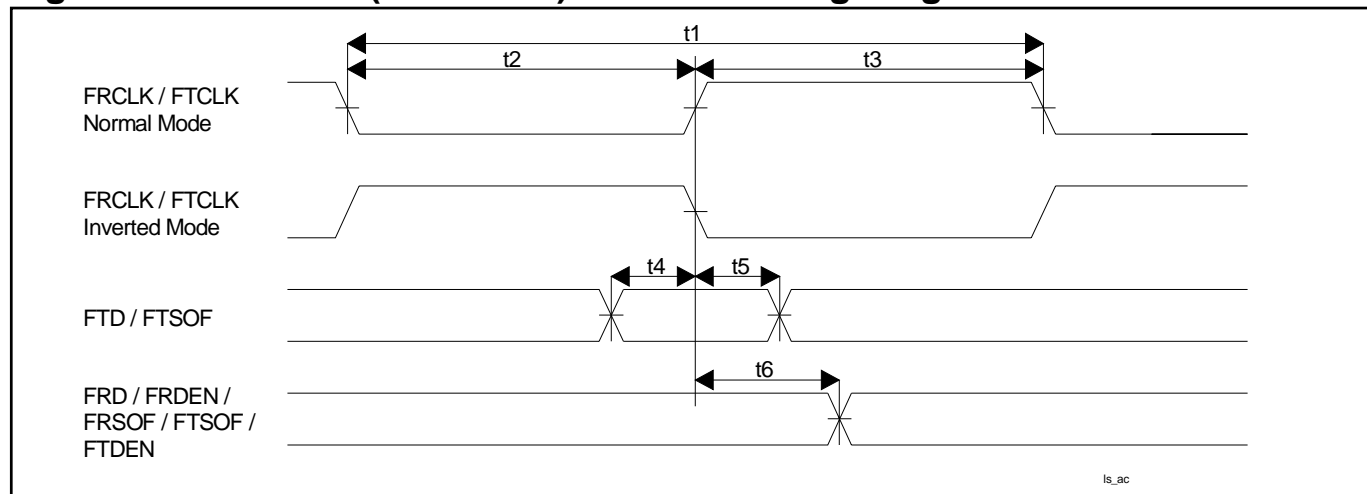 t1
t2
t3
FRCLK / FTCLK
Normal Mode
FRCLK / FTCLK
Inverted Mode
t4
t5
FTD / FTSOF
t6
FRD / FRDEN /
FRSOF / FTSOF /
FTDEN
ls_ac